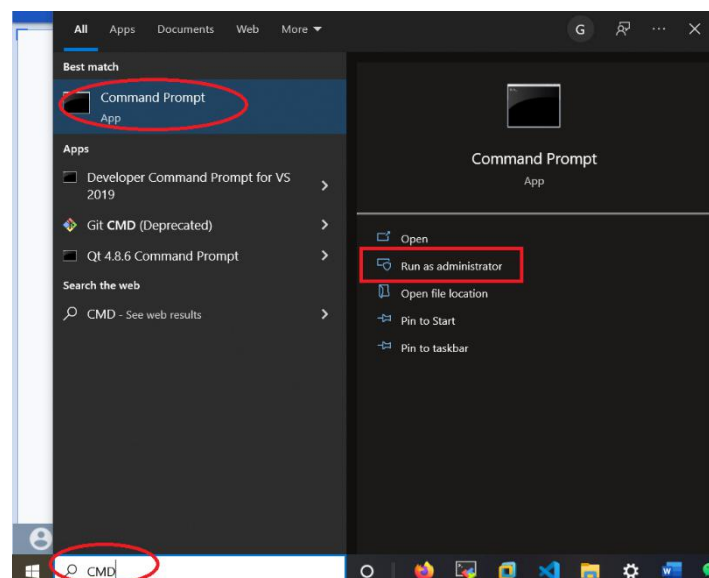 All Apps Documents Web More
G
Best match
Command Prompt
App
Apps
Developer Command Prompt for VS
2019
Git CMD (Deprecated)
Qt 4.8.6 Command Prompt
Search the web
CMD - See web results
Command Prompt
App
Open
Run as administrator
Open file location
Pin to Start
Pin to taskbar
CMD